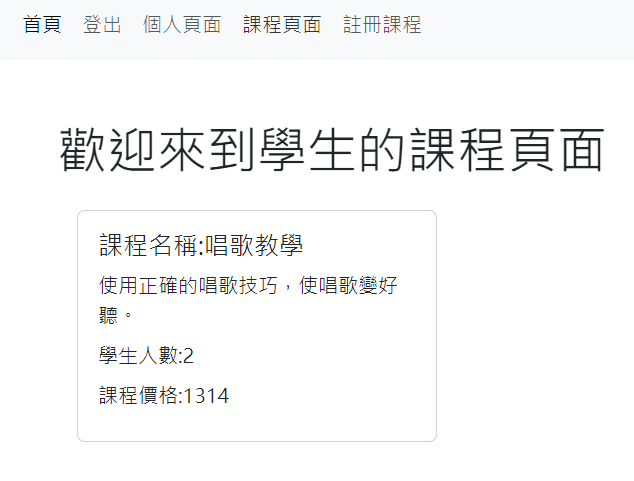 首頁 登出 個人頁面 課程頁面 註冊課程
歡迎來到學生的課程頁面
課程名稱:唱歌教學
使用正確的唱歌技巧，使唱歌變好
聽。
學生人數:2
課程價格:1314